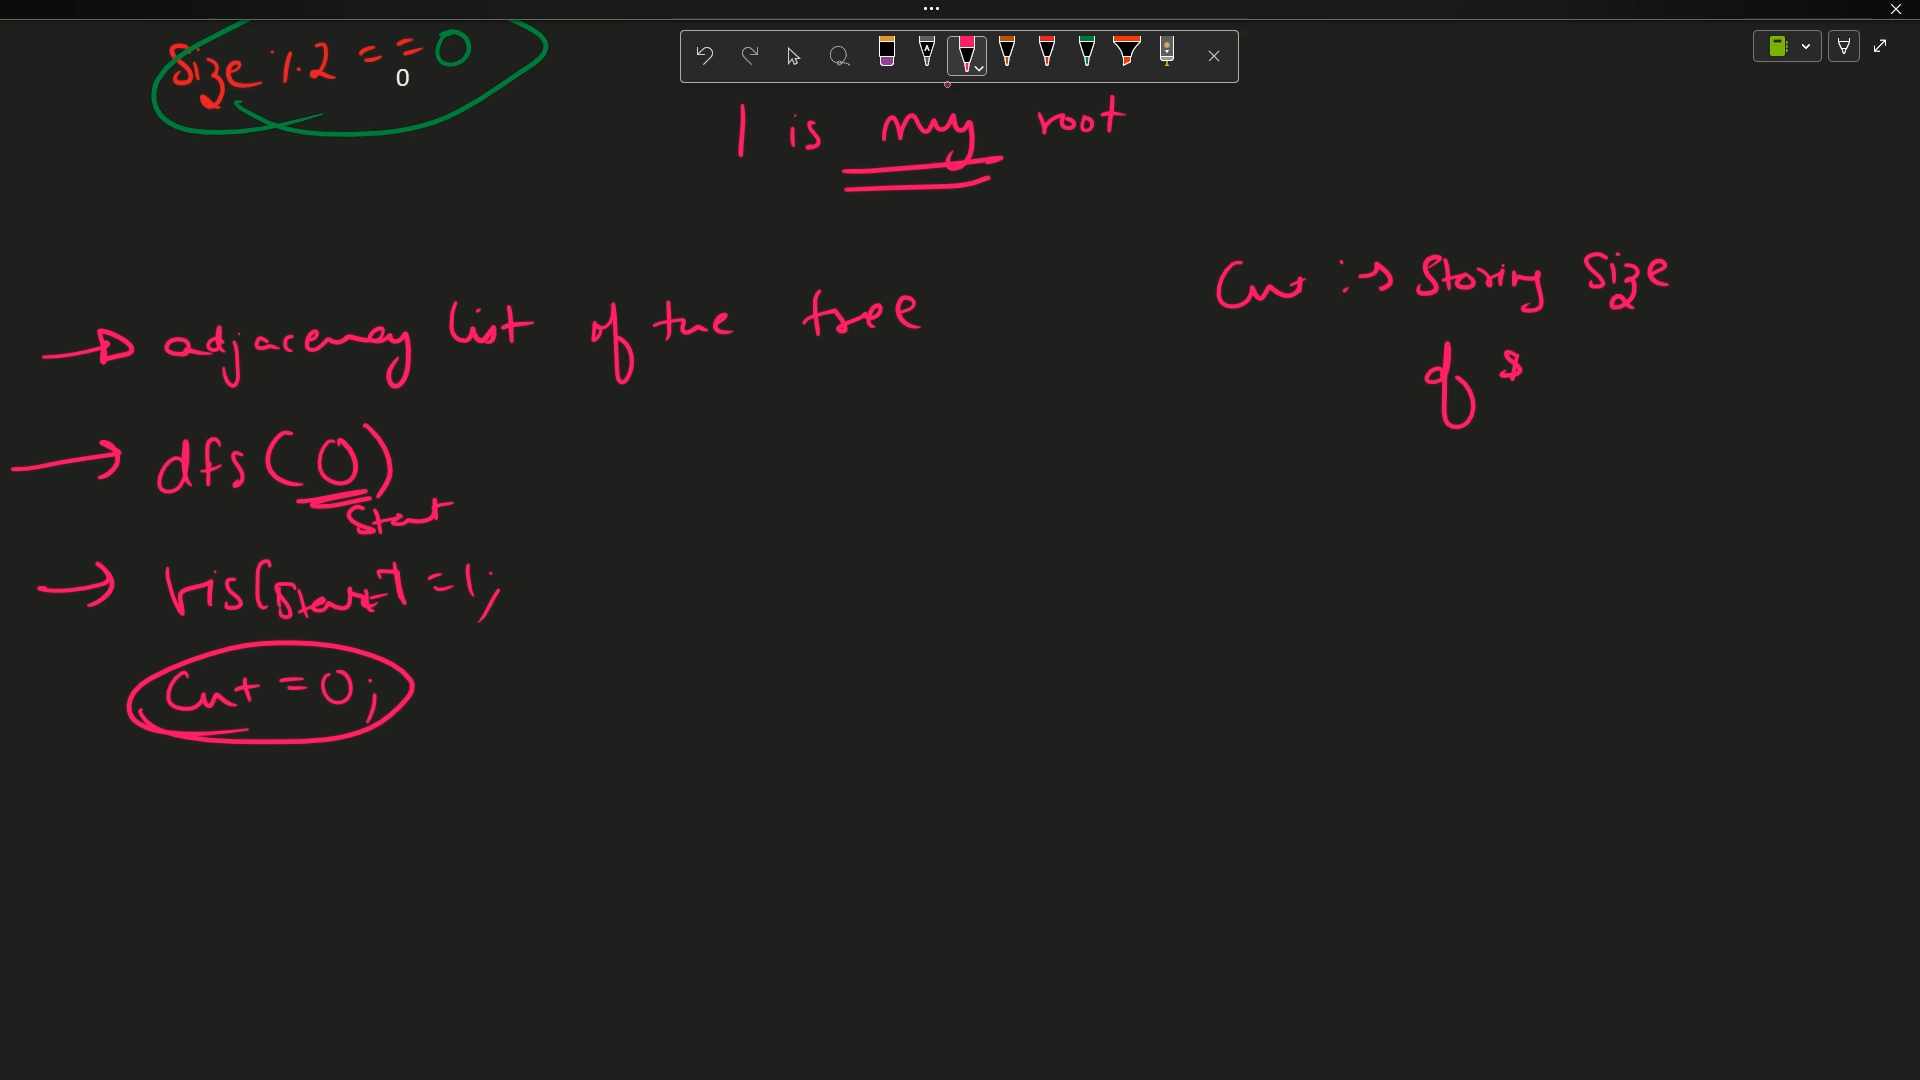 Size % 2 = = 0
0
1 is my root
→ adjacency list of the tree
Cnt :→ Storing Size
of s
→ dfs(0)
start
→ vis[start] = 1;
Cnt = 0;